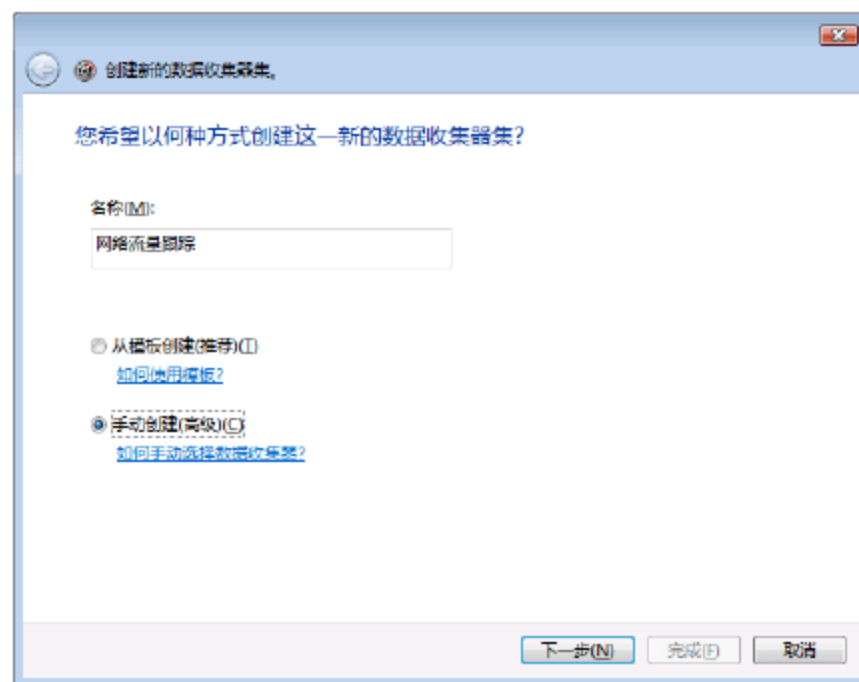 创建新的数据收集器集。
您希望以何种方式创建这一新的数据收集器集?
名称(M):
网络流量跟踪
从模板创建(推荐)(T)
如何使用模板?
手动创建(高级)(C)
如何手动选择数据收集器?
下一步(N) 完成(F) 取消